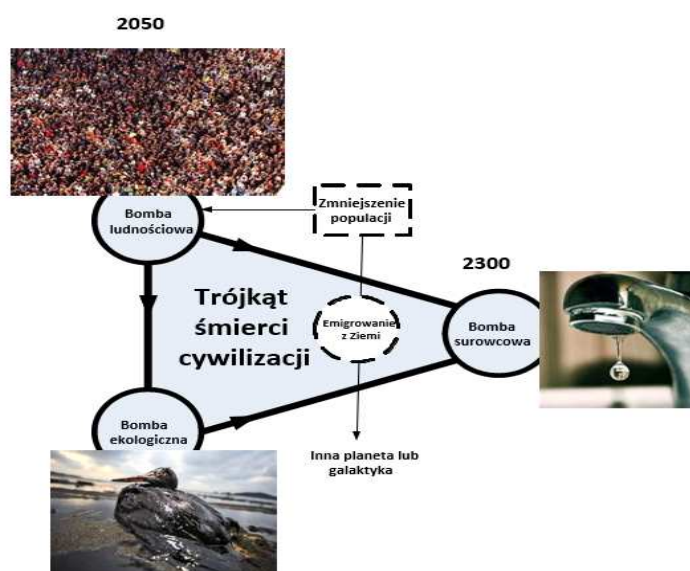 2050
Bomba
ludnościowa
Zmniejszenie
populacji
2300
Trójkąt
śmierci
cywilizacji
Emigrowanie
z Ziemi
Bomba
surowcowa
Bomba
ekologiczna
Inna planeta lub
galaktyka